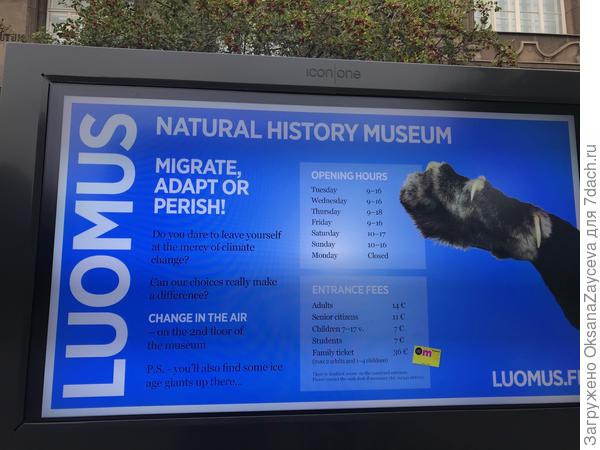 icon|one
LUOMUS
NATURAL HISTORY MUSEUM
MIGRATE,
ADAPT OR
PERISH!
Do you dare to leave yourself
at the mercy of climate
change?
Can our choices really make
a difference?
CHANGE IN THE AIR
– on the 2nd floor of
the museum
P.S. - you'll also find some ice
age giants up there...
OPENING HOURS
Tuesday 9–16
Wednesday 9–16
Thursday 9–18
Friday 9–16
Saturday 10–17
Sunday 10–16
Monday Closed
ENTRANCE FEES
Adults 14 €
Senior citizens 11 €
Children 7–17 v. 7 €
Students 7 €
Family ticket 36 €
(max 2 adults and 1–4 children)
m
LUOMUS.FI
Загружено OksanaZayceva для 7dach.ru